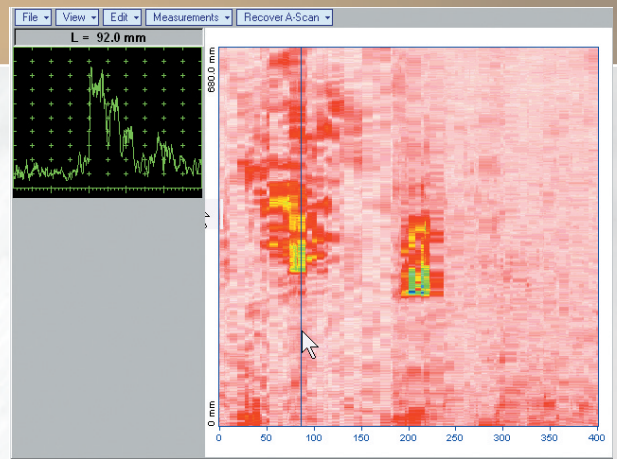 File View Edit Measurements Recover A-Scan
L = 92.0 mm
680.0 mm
0 mm
0 50 100 150 200 250 300 350 400